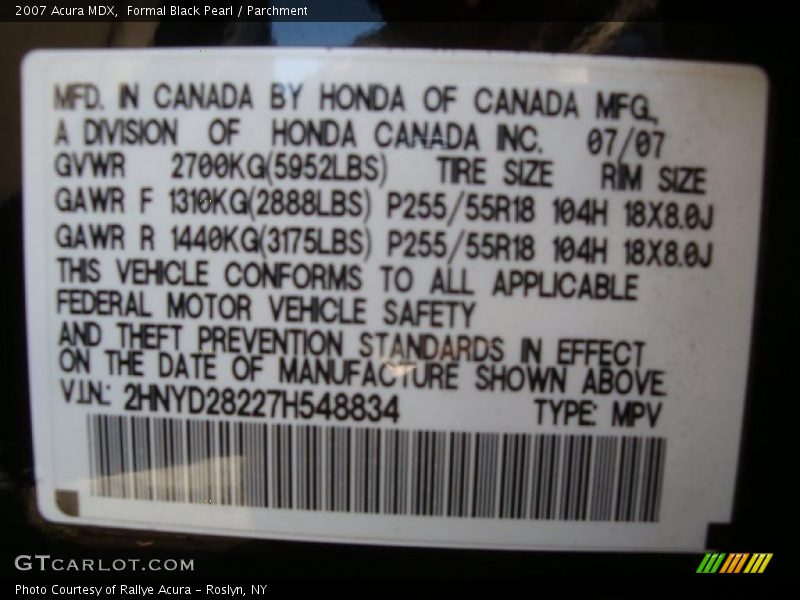 2007 Acura MDX,  Formal Black Pearl / Parchment
MFD. IN CANADA BY HONDA OF CANADA MFG.,
A DIVISION OF HONDA CANADA INC. 07/07
GVWR 2700KG(5952LBS) TIRE SIZE RIM SIZE
GAWR F 1310KG(2888LBS) P255/55R18 104H 18X8.0J
GAWR R 1440KG(3175LBS) P255/55R18 104H 18X8.0J
THIS VEHICLE CONFORMS TO ALL APPLICABLE
FEDERAL MOTOR VEHICLE SAFETY
AND THEFT PREVENTION STANDARDS IN EFFECT
ON THE DATE OF MANUFACTURE SHOWN ABOVE
V.I.N.: 2HNYD28227H548834 TYPE: MPV
GTCARLOT.COM
Photo Courtesy of Rallye Acura - Roslyn, NY